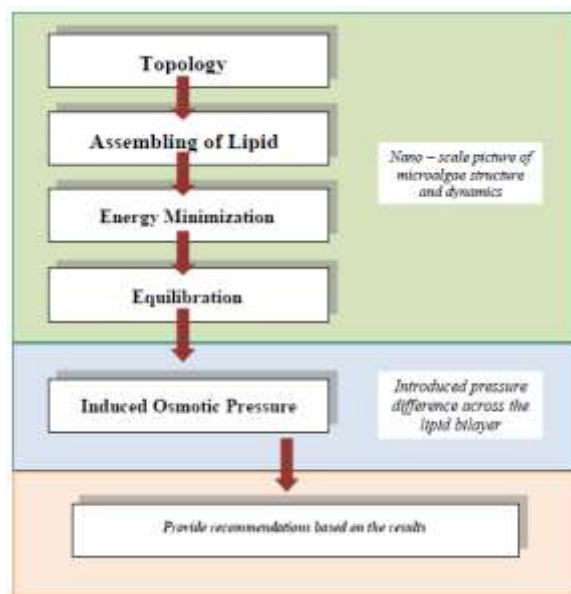 Topology
Assembling of Lipid
Nano – scale picture of
microalgae structure
and dynamics
Energy Minimization
Equilibration
Induced Osmotic Pressure
Introduced pressure
difference across the
lipid bilayer
Provide recommendations based on the results